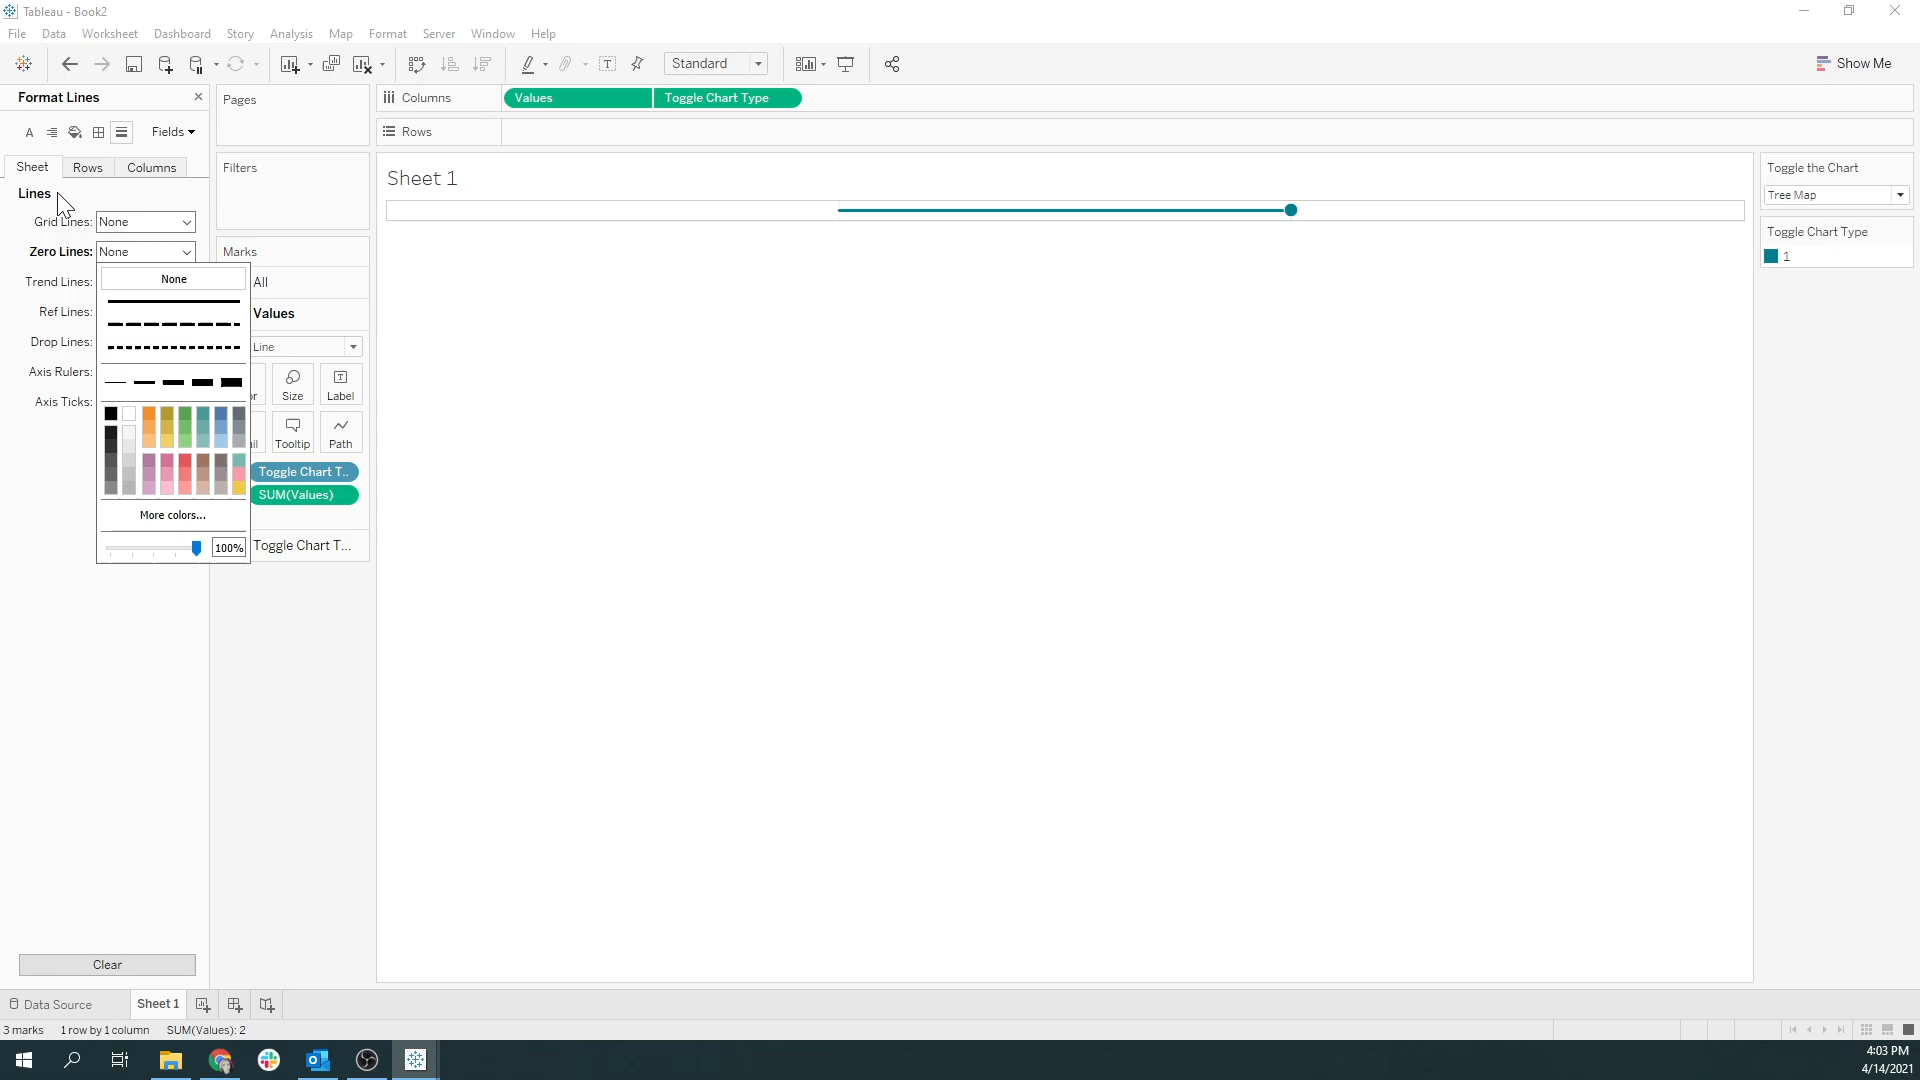 Tableau - Book2
File Data Worksheet Dashboard Story Analysis Map Format Server Window Help
Standard
Show Me
Format Lines
Fields
Sheet Rows Columns
Lines
Grid Lines: None
Zero Lines: None
Trend Lines:
Ref Lines:
Drop Lines:
Axis Rulers:
Axis Ticks:
None
More colors...
100%
Clear
Pages
Filters
Marks
All
Values
Line
Size
Label
Tooltip
Path
Toggle Chart T..
SUM(Values)
Toggle Chart T...
Columns
Values
Toggle Chart Type
Rows
Sheet 1
Toggle the Chart
Tree Map
Toggle Chart Type
1
Data Source
Sheet 1
3 marks 1 row by 1 column SUM(Values): 2
4:03 PM
4/14/2021